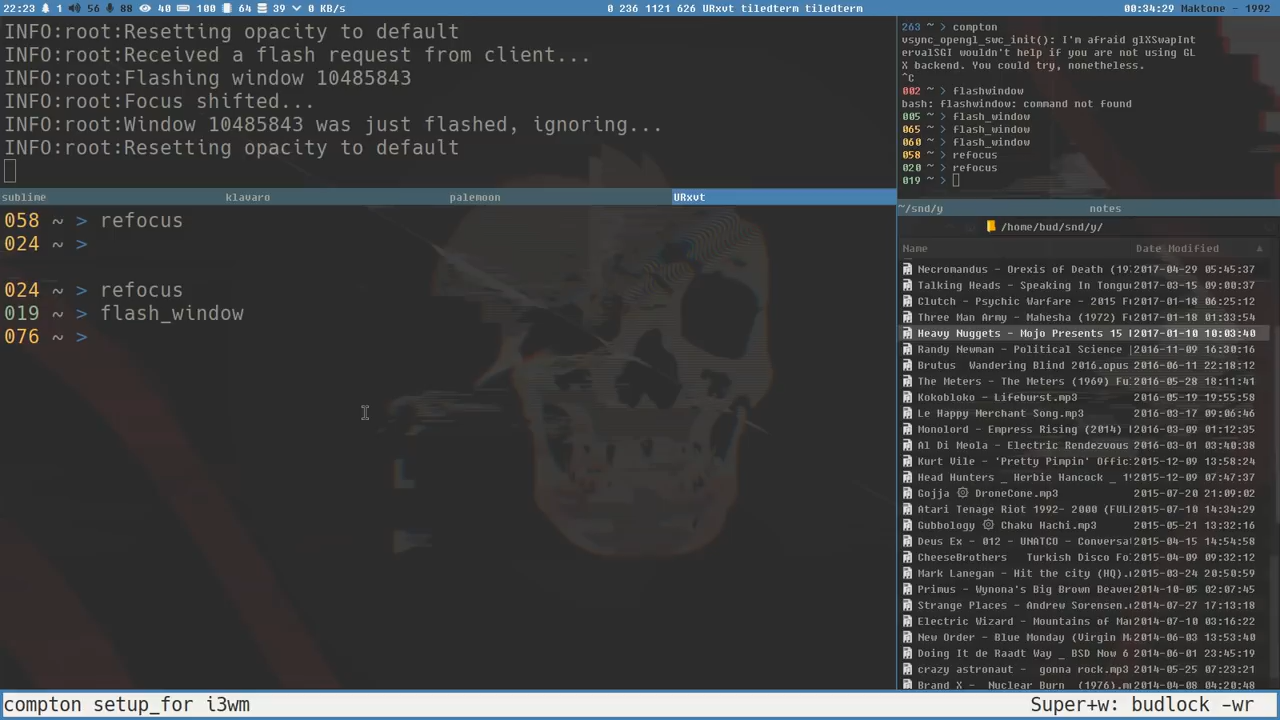 22:23 1 56 88 40 100 64 39 0 KB/s
0 236 1121 626 URxvt tiledterm tiledterm
00:34:29 Maktone - 1992
INFO:root:Resetting opacity to default
INFO:root:Received a flash request from client...
INFO:root:Flashing window 10485843
INFO:root:Focus shifted...
INFO:root:Window 10485843 was just flashed, ignoring...
INFO:root:Resetting opacity to default
sublime klavaro palemoon URxvt
058 ~ > refocus
024 ~ >
024 ~ > refocus
019 ~ > flash_window
076 ~ >
263 ~ > compton
vsync_opengl_swc_init(): I'm afraid glXSwapInt
ervalSGI wouldn't help if you are not using GL
X backend. You could try, nonetheless.
^C
002 ~ > flashwindow
bash: flashwindow: command not found
005 ~ > flash_window
065 ~ > flash_window
060 ~ > flash_window
058 ~ > refocus
020 ~ > refocus
019 ~ >
~/snd/y notes
/home/bud/snd/y/
Name Date Modified
Necromandus - Orexis of Death (19 2017-04-29 05:45:37
Talking Heads - Speaking In Tongu 2017-03-15 09:00:37
Clutch - Psychic Warfare - 2015 F 2017-01-18 06:25:12
Three Man Army - Mahesha (1972) F 2017-01-18 01:33:54
Heavy Nuggets - Mojo Presents 15 2017-01-10 10:03:40
Randy Newman - Political Science | 2016-11-09 16:30:16
Brutus Wandering Blind 2016.opus 2016-06-11 22:18:12
The Meters - The Meters (1969) Fu 2016-05-28 18:11:41
Kokobloko - Lifeburst.mp3 2016-05-19 19:55:58
Le Happy Merchant Song.mp3 2016-03-17 09:06:46
Monolord - Empress Rising (2014) 2016-03-09 01:12:35
Al Di Meola - Electric Rendezvous 2016-03-01 03:40:38
Kurt Vile - 'Pretty Pimpin' Offic 2015-12-09 13:58:24
Head Hunters _ Herbie Hancock _ 1 2015-12-09 07:47:37
Gojja ۞ DroneCone.mp3 2015-07-20 21:09:02
Atari Tenage Riot 1992- 2000 (FUL 2015-07-10 14:34:29
Gubbology ۞ Chaku Hachi.mp3 2015-05-21 13:32:16
Deus Ex - 012 - UNATCO - Conversa 2015-04-15 14:54:58
CheeseBrothers Turkish Disco Fo 2015-04-09 09:32:12
Mark Lanegan - Hit the city (HQ). 2015-03-24 20:50:59
Primus - Wynona's Big Brown Beaver 2014-10-05 02:07:45
Strange Places - Andrew Sorensen. 2014-07-27 17:13:18
Electric Wizard - Mountains of Ma 2014-07-10 03:16:22
New Order - Blue Monday (Virgin M 2014-06-03 13:53:40
Doing It de Raadt Way _ BSD Now 6 2014-06-01 23:45:19
crazy astronaut - gonna rock.mp3 2014-05-25 07:23:21
Brand X - Nuclear Burn (1976).m 2014-04-08 04:20:48
compton setup_for i3wm
Super+w: budlock -wr